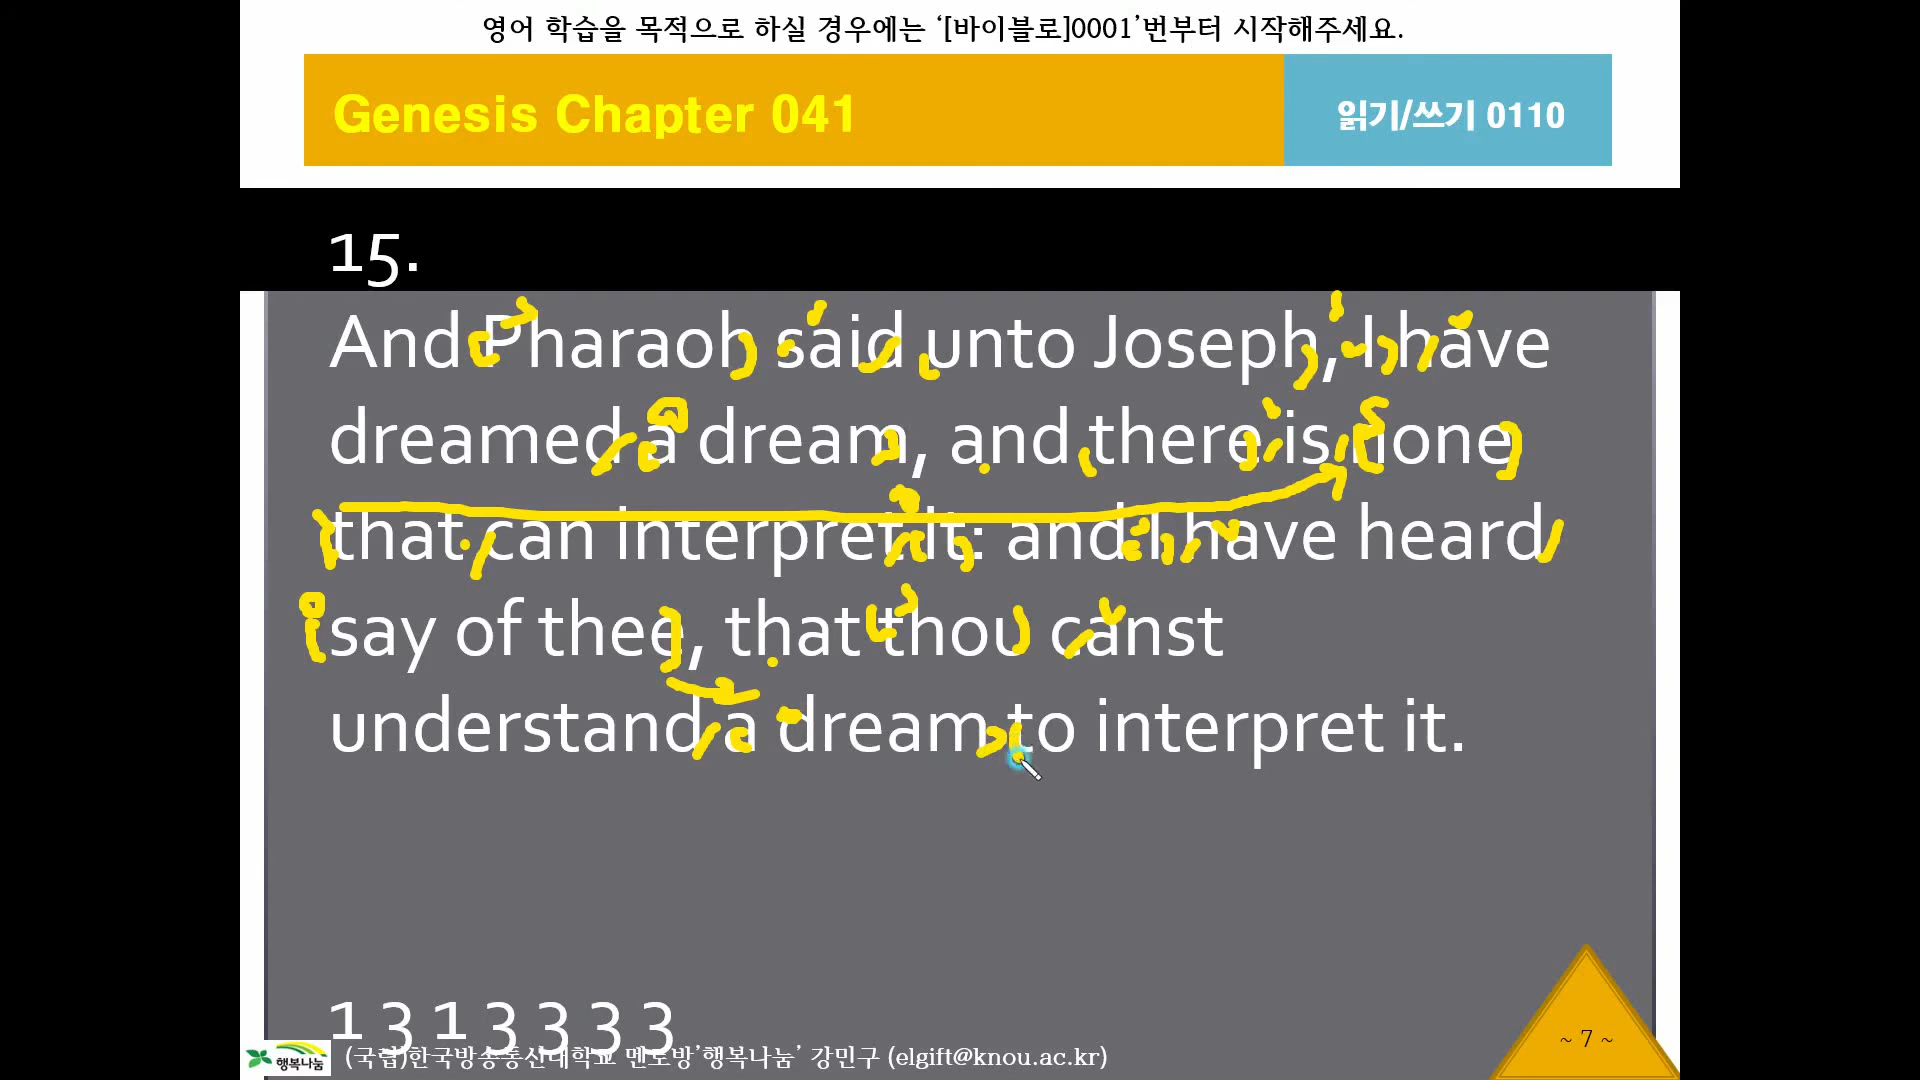 영어 학습을 목적으로 하실 경우에는 ‘[바이블로]0001’번부터 시작해주세요.
Genesis Chapter 041
읽기/쓰기 0110
15.
And Pharaoh said unto Joseph, I have
dreamed a dream, and there is none
that can interpret it: and I have heard
say of thee, that thou canst
understand a dream to interpret it.
1 3 1 3 3 3 3
행복나눔
(국립)한국방송통신대학교 멘토방’행복나눔’ 강민구 (elgift@knou.ac.kr)
~ 7 ~